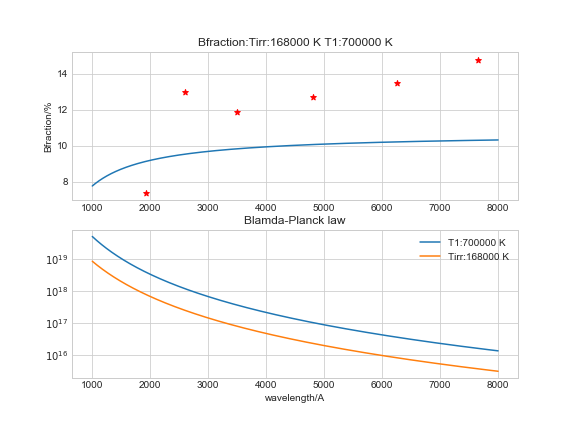 Bfraction:Tirr:168000 K T1:700000 K
Bfraction/%
14
12
10
8
1000 2000 3000 4000 5000 6000 7000 8000
Blamda-Planck law
T1:700000 K
Tirr:168000 K
10^19
10^18
10^17
10^16
1000 2000 3000 4000 5000 6000 7000 8000
wavelength/A